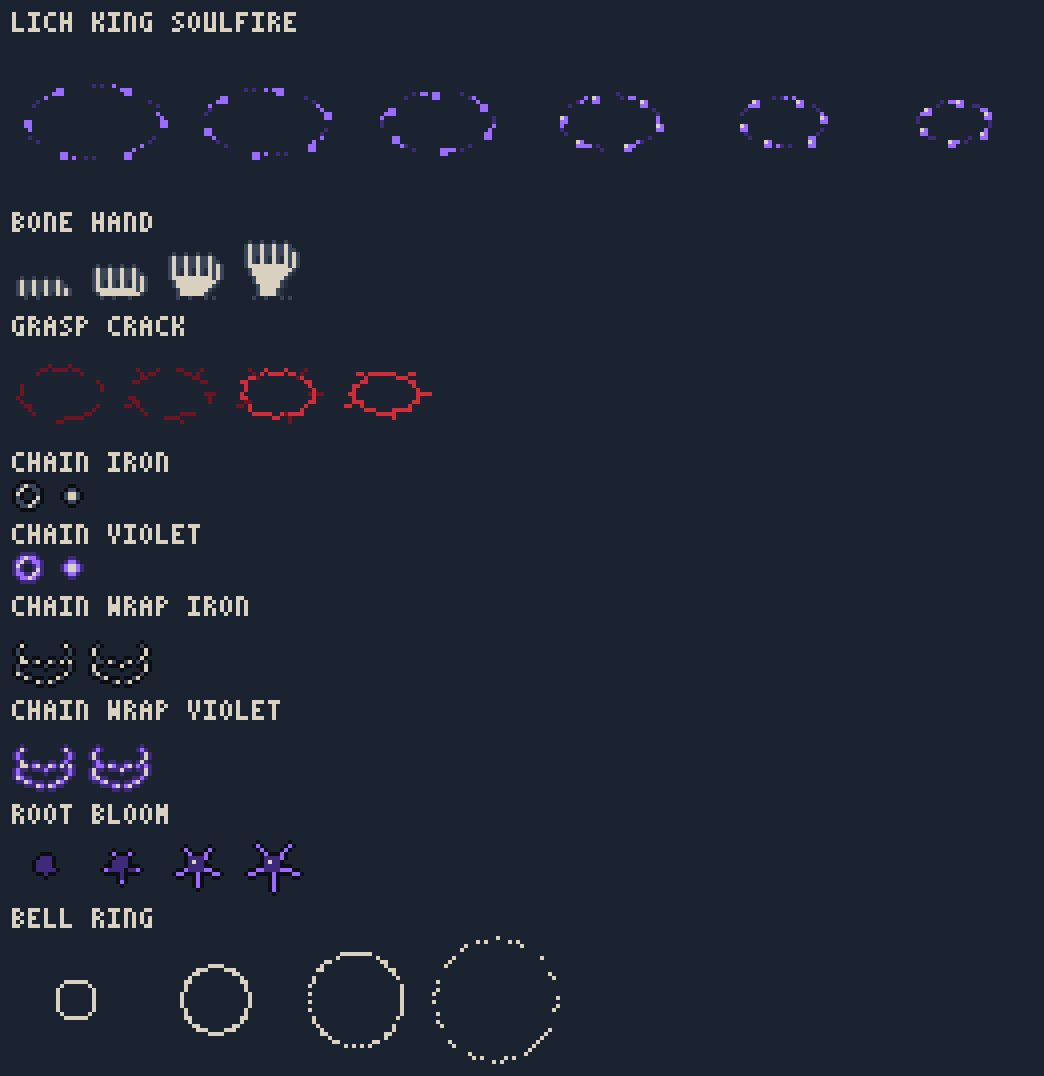 LICH KING SOULFIRE
BONE HAND
GRASP CRACK
CHAIN IRON
CHAIN VIOLET
CHAIN WRAP IRON
CHAIN WRAP VIOLET
ROOT BLOOM
BELL RING